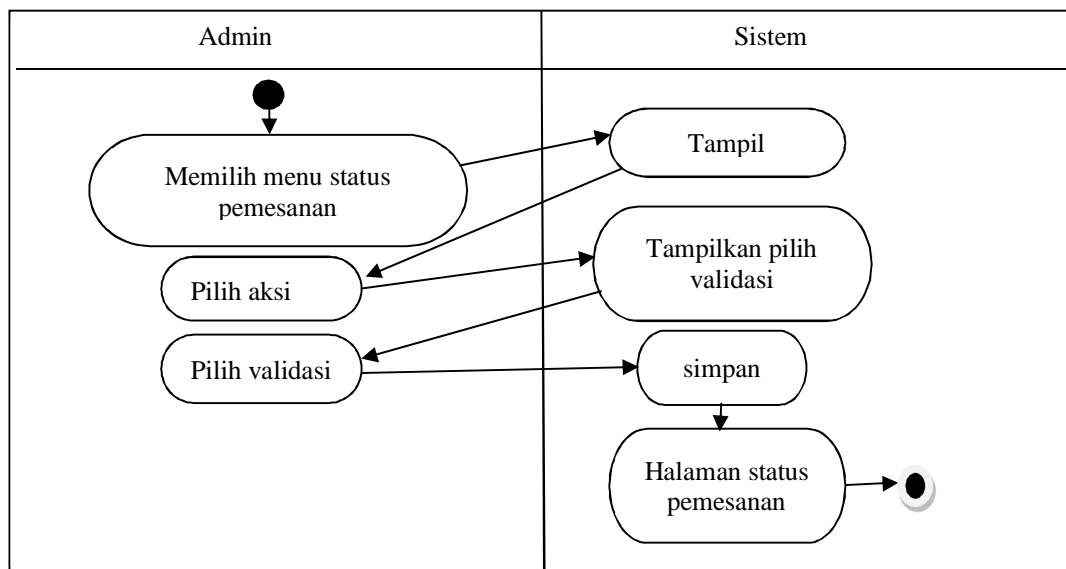 Admin
Sistem
Memilih menu status
pemesanan
Tampil
Pilih aksi
Tampilkan pilih
validasi
Pilih validasi
simpan
Halaman status
pemesanan